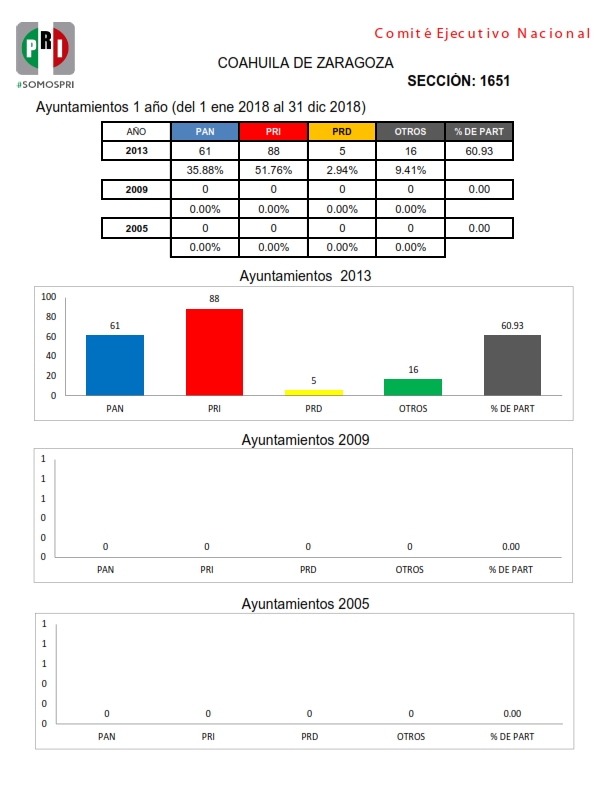 PRI
#SOMOSPRI
Comité Ejecutivo Nacional
COAHUILA DE ZARAGOZA
SECCIÓN: 1651
Ayuntamientos 1 año (del 1 ene 2018 al 31 dic 2018)
AÑO PAN PRI PRD OTROS % DE PART
2013 61 88 5 16 60.93
35.88% 51.76% 2.94% 9.41%
2009 0 0 0 0 0.00
0.00% 0.00% 0.00% 0.00%
2005 0 0 0 0 0.00
0.00% 0.00% 0.00% 0.00%
Ayuntamientos 2013
100
80
60
40
20
0
61 88 5 16 60.93
PAN PRI PRD OTROS % DE PART
Ayuntamientos 2009
1
1
1
0
0
0
0 0 0 0 0.00
PAN PRI PRD OTROS % DE PART
Ayuntamientos 2005
1
1
1
0
0
0
0 0 0 0 0.00
PAN PRI PRD OTROS % DE PART